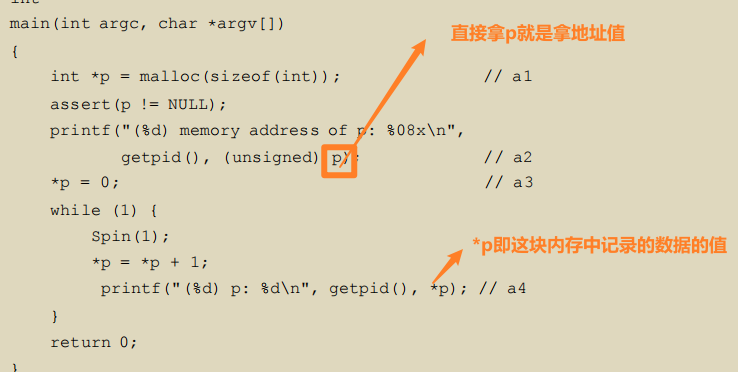 int
main(int argc, char *argv[])
直接拿p就是拿地址值
{
int *p = malloc(sizeof(int)); // a1
assert(p != NULL);
printf("(%d) memory address of p: %08x\n",
getpid(), (unsigned) p); // a2
*p = 0; // a3
while (1) {
Spin(1);
*p即这块内存中记录的数据的值
*p = *p + 1;
printf("(%d) p: %d\n", getpid(), *p); // a4
}
return 0;
}